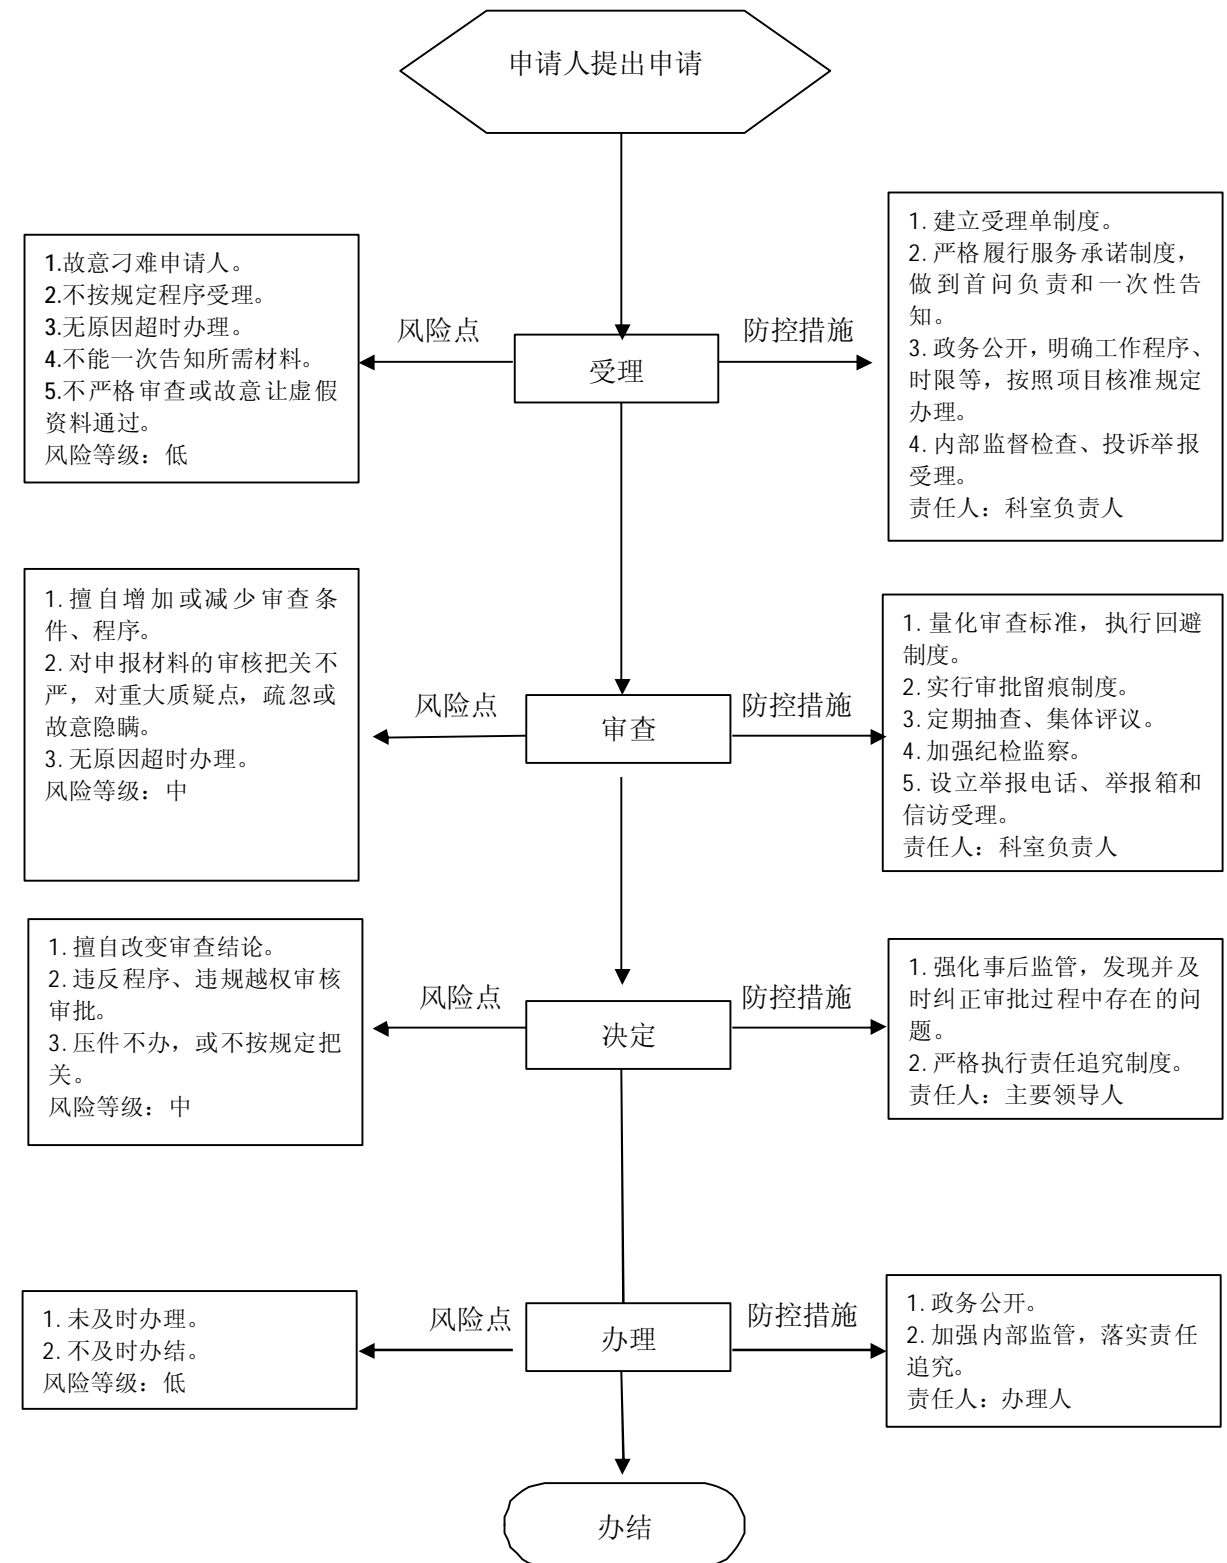 申请人提出申请
1.故意刁难申请人。
2.不按规定程序受理。
3.无原因超时办理。
4.不能一次告知所需材料。
5.不严格审查或故意让虚假
资料通过。
风险等级：低
风险点
受理
防控措施
1.建立受理单制度。
2.严格履行服务承诺制度，
做到首问负责和一次性告
知。
3.政务公开，明确工作程序、
时限等，按照项目核准规定
办理。
4.内部监督检查、投诉举报
受理。
责任人：科室负责人
1.擅自增加或减少审查条
件、程序。
2.对申报材料的审核把关不
严，对重大质疑点，疏忽或
故意隐瞒。
3.无原因超时办理。
风险等级：中
风险点
审查
防控措施
1.量化审查标准，执行回避
制度。
2.实行审批留痕制度。
3.定期抽查、集体评议。
4.加强纪检监察。
5.设立举报电话、举报箱和
信访受理。
责任人：科室负责人
1.擅自改变审查结论。
2.违反程序、违规越权审核
审批。
3.压件不办，或不按规定把
关。
风险等级：中
风险点
决定
防控措施
1.强化事后监管，发现并及
时纠正审批过程中存在的问
题。
2.严格执行责任追究制度。
责任人：主要领导人
1.未及时办理。
2.不及时办结。
风险等级：低
风险点
办理
防控措施
1.政务公开。
2.加强内部监管，落实责任
追究。
责任人：办理人
办结